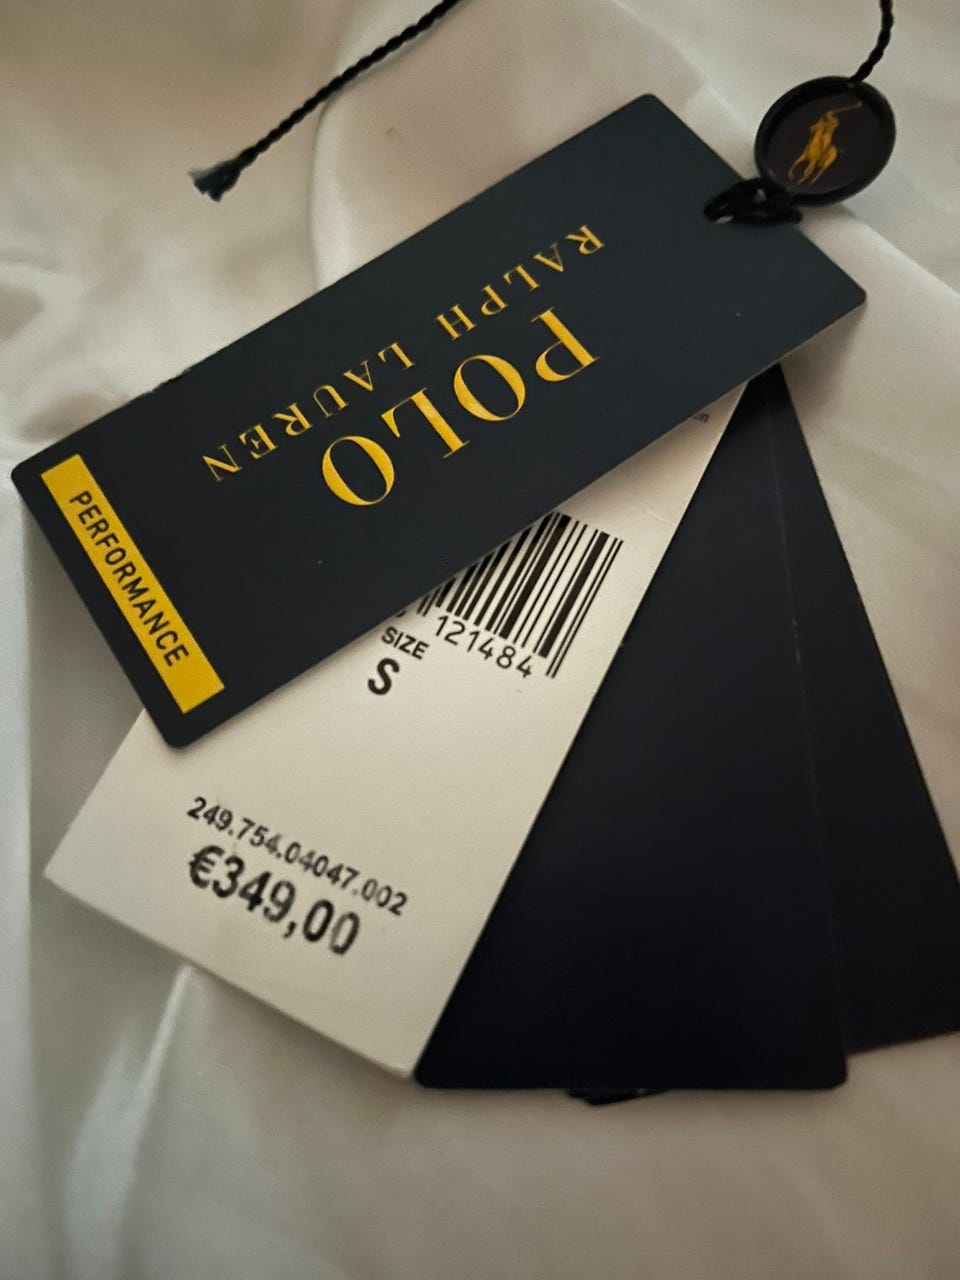 POLO
RALPH LAUREN
PERFORMANCE
121484
SIZE
S
249.754.04047.002
€349,00